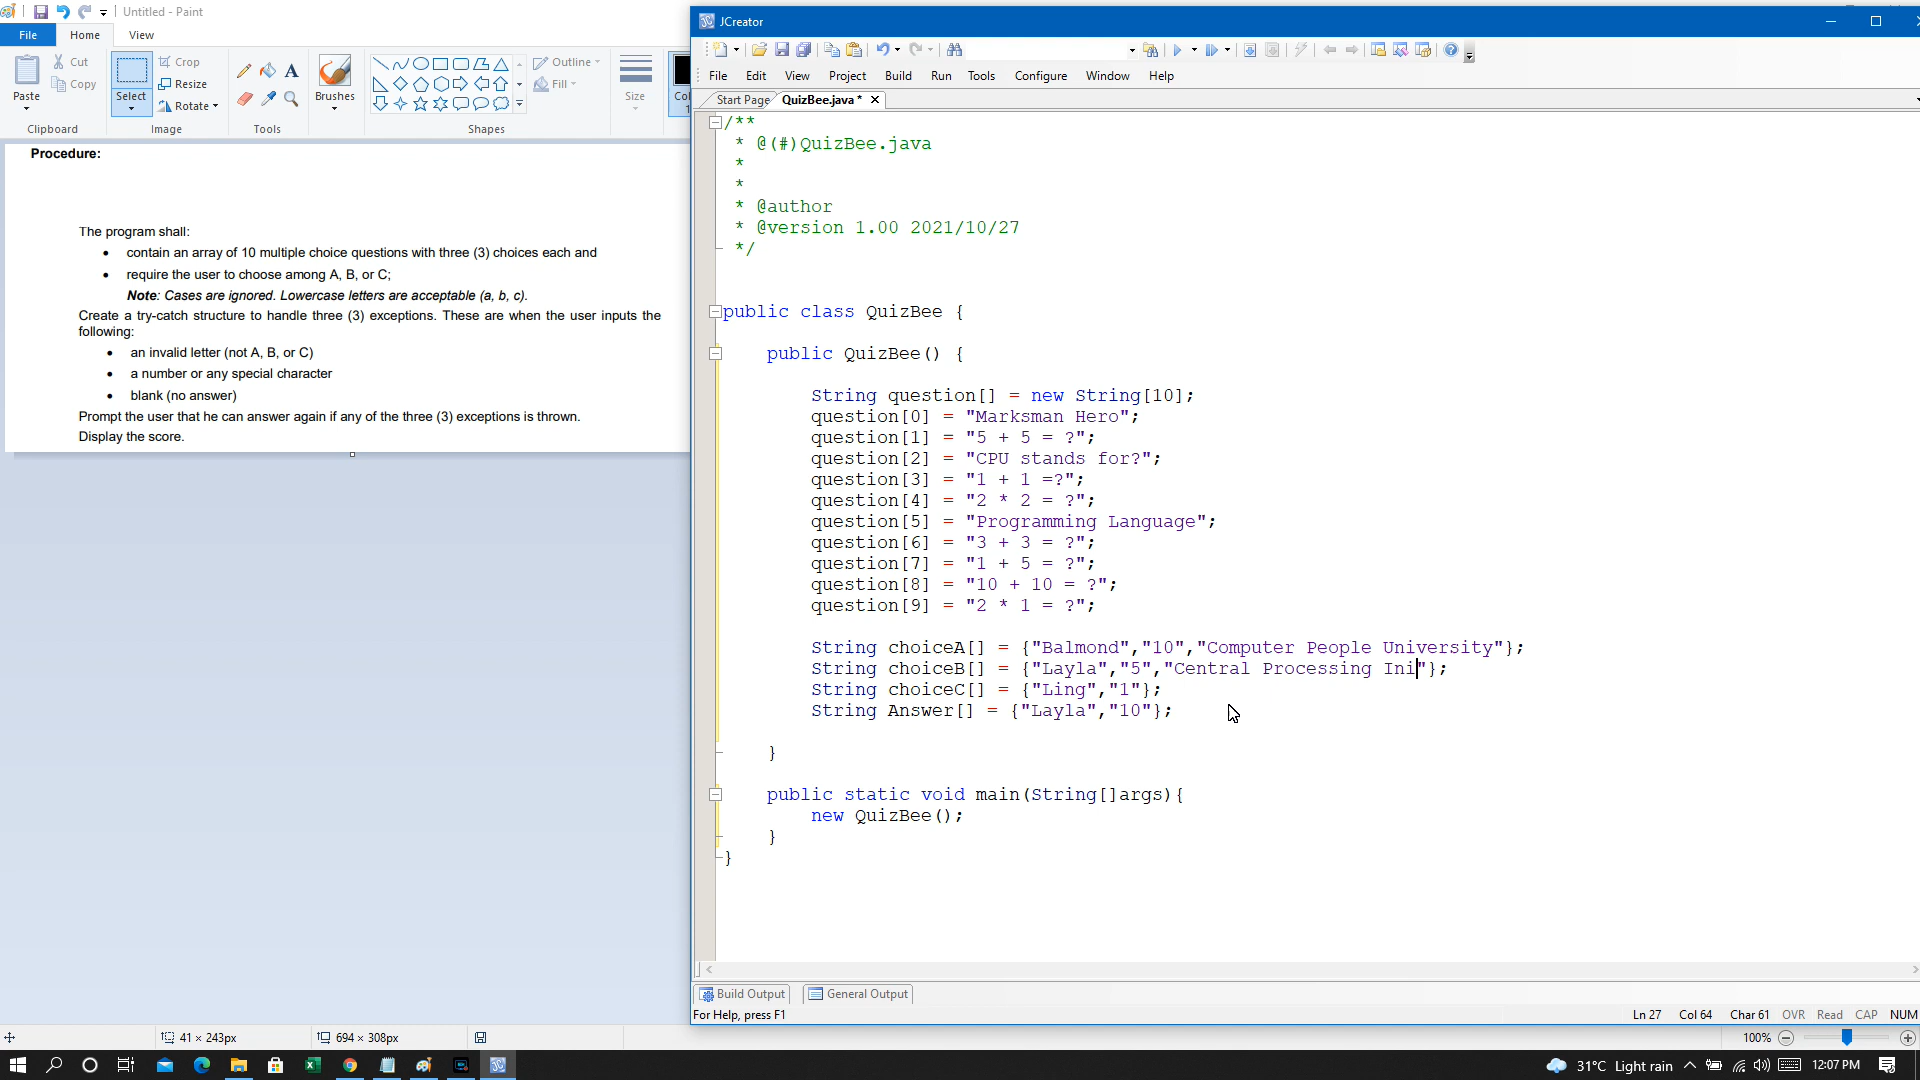 Untitled - Paint
File Home View
Paste Cut Copy Clipboard
Select Crop Resize Rotate Image
Tools
Brushes
Shapes
Outline Fill
Size
Procedure:
The program shall:
• contain an array of 10 multiple choice questions with three (3) choices each and
• require the user to choose among A, B, or C;
Note: Cases are ignored. Lowercase letters are acceptable (a, b, c).
Create a try-catch structure to handle three (3) exceptions. These are when the user inputs the
following:
• an invalid letter (not A, B, or C)
• a number or any special character
• blank (no answer)
Prompt the user that he can answer again if any of the three (3) exceptions is thrown.
Display the score.
41 × 243px 694 × 308px 100%
JCreator
File Edit View Project Build Run Tools Configure Window Help
Start Page QuizBee.java *
/**
* @(#)QuizBee.java
*
*
* @author
* @version 1.00 2021/10/27
*/
public class QuizBee {
public QuizBee() {
String question[] = new String[10];
question[0] = "Marksman Hero";
question[1] = "5 + 5 = ?";
question[2] = "CPU stands for?";
question[3] = "1 + 1 =?";
question[4] = "2 * 2 = ?";
question[5] = "Programming Language";
question[6] = "3 + 3 = ?";
question[7] = "1 + 5 = ?";
question[8] = "10 + 10 = ?";
question[9] = "2 * 1 = ?";
String choiceA[] = {"Balmond","10","Computer People University"};
String choiceB[] = {"Layla","5","Central Processing Ini"};
String choiceC[] = {"Ling","1"};
String Answer[] = {"Layla","10"};
}
public static void main(String[]args){
new QuizBee();
}
}
Build Output General Output
For Help, press F1 Ln 27 Col 64 Char 61 OVR Read CAP NUM
31°C Light rain 12:07 PM